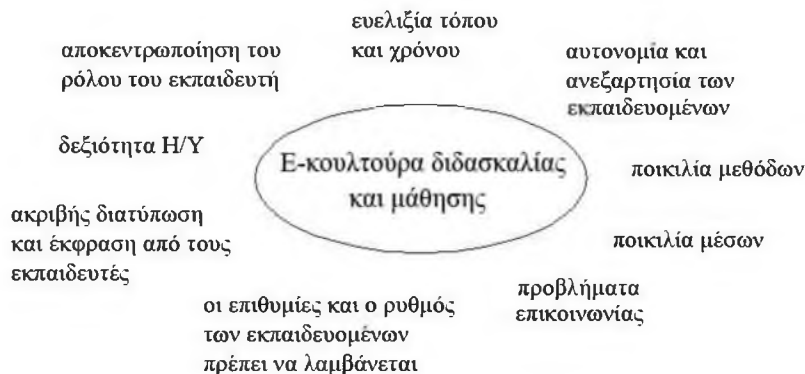 ευελιξία τόπου
και χρόνου
αποκεντρωποίηση του
ρόλου του εκπαιδευτή
αυτονομία και
ανεξαρτησία των
εκπαιδευομένων
δεξιότητα Η/Υ
Ε-κουλτούρα διδασκαλίας
και μάθησης
ποικιλία μεθόδων
ακριβής διατύπωση
και έκφραση από τους
εκπαιδευτές
ποικιλία μέσων
προβλήματα
επικοινωνίας
οι επιθυμίες και ο ρυθμός
των εκπαιδευομένων
πρέπει να λαμβάνεται